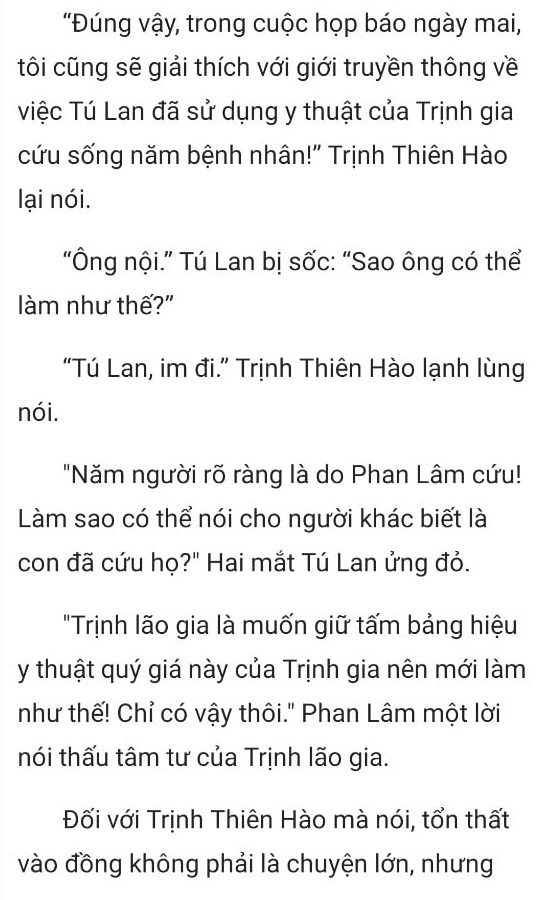 “Đúng vậy, trong cuộc họp báo ngày mai,
tôi cũng sẽ giải thích với giới truyền thông về
việc Tú Lan đã sử dụng y thuật của Trịnh gia
cứu sống năm bệnh nhân!” Trịnh Thiên Hào
lại nói.
“Ông nội.” Tú Lan bị sốc: “Sao ông có thể
làm như thế?”
“Tú Lan, im đi.” Trịnh Thiên Hào lạnh lùng
nói.
"Năm người rõ ràng là do Phan Lâm cứu!
Làm sao có thể nói cho người khác biết là
con đã cứu họ?" Hai mắt Tú Lan ửng đỏ.
"Trịnh lão gia là muốn giữ tấm bảng hiệu
y thuật quý giá này của Trịnh gia nên mới làm
như thế! Chỉ có vậy thôi." Phan Lâm một lời
nói thấu tâm tư của Trịnh lão gia.
Đối với Trịnh Thiên Hào mà nói, tổn thất
vào đồng không phải là chuyện lớn, nhưng